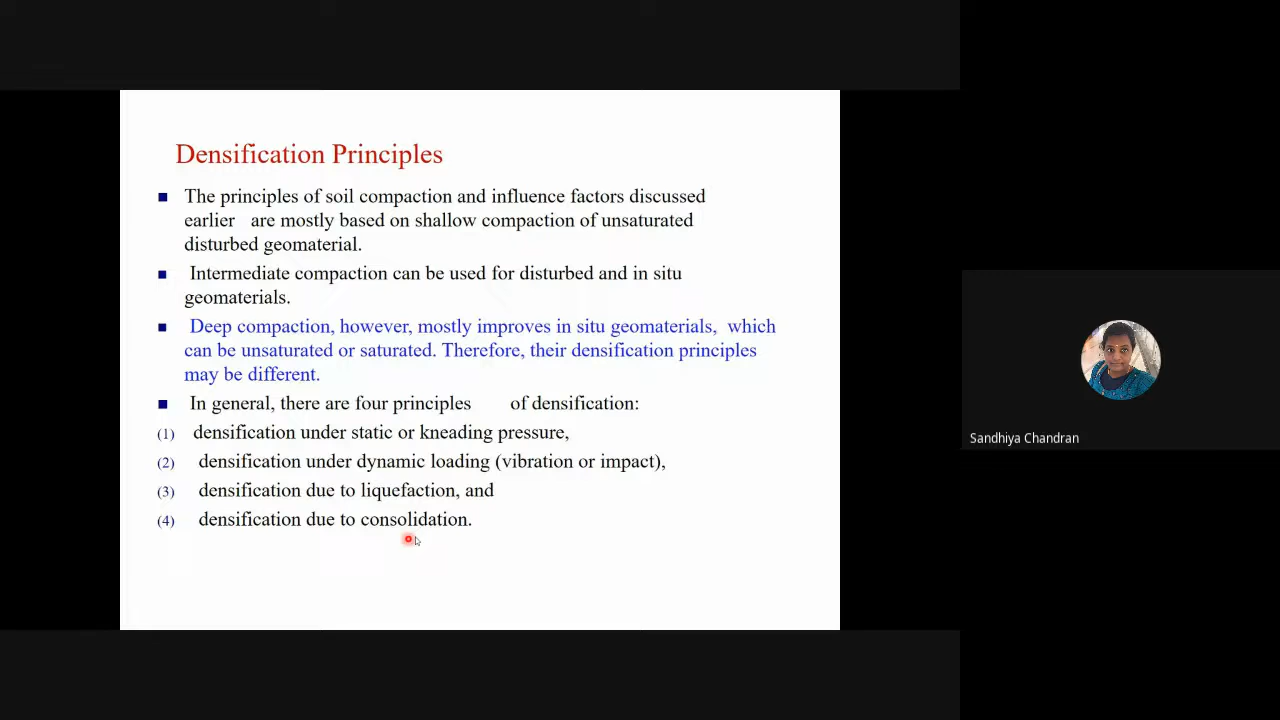 Densification Principles
The principles of soil compaction and influence factors discussed
earlier are mostly based on shallow compaction of unsaturated
disturbed geomaterial.
Intermediate compaction can be used for disturbed and in situ
geomaterials.
Deep compaction, however, mostly improves in situ geomaterials, which
can be unsaturated or saturated. Therefore, their densification principles
may be different.
In general, there are four principles of densification:
(1) densification under static or kneading pressure,
(2) densification under dynamic loading (vibration or impact),
(3) densification due to liquefaction, and
(4) densification due to consolidation.
Sandhiya Chandran